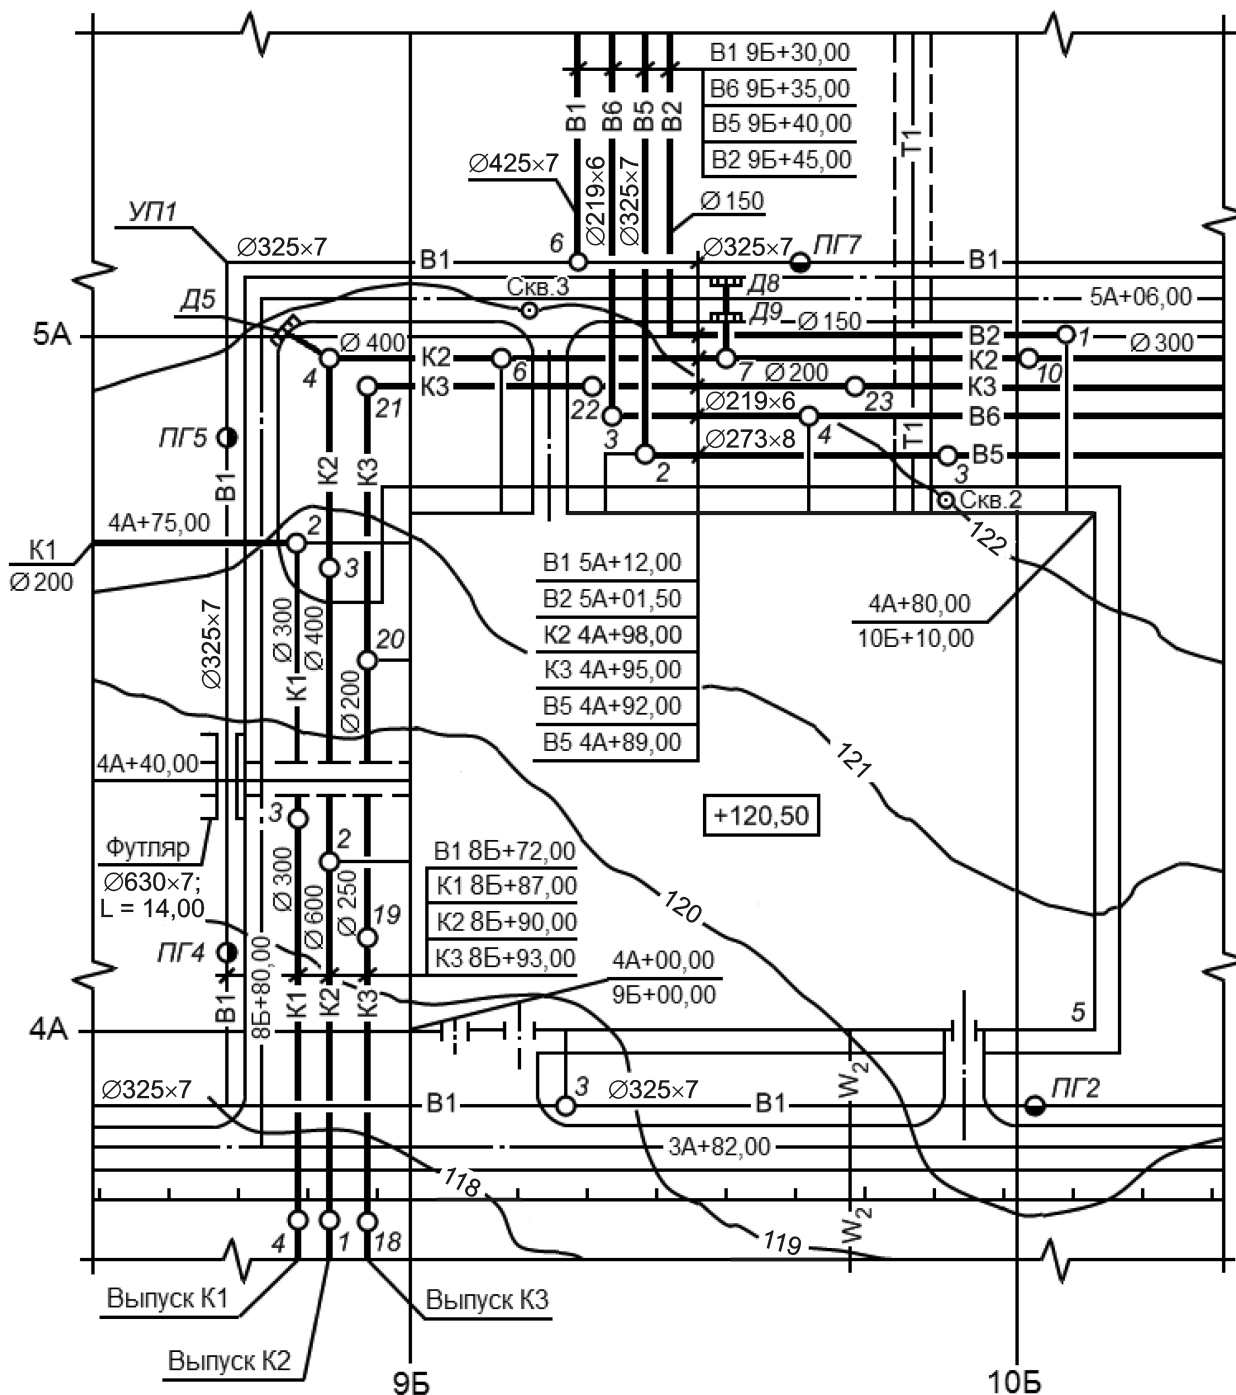 В1 9Б+30,00
В6 9Б+35,00
В5 9Б+40,00
В2 9Б+45,00
В1
В6
В5
В2
Т1
Ø425×7
Ø219×6
Ø325×7
Ø 150
УП1
Ø325×7
В1
6
Ø325×7
ПГ7
В1
Д5
Скв.3
Д8
Д9
5А+06,00
5А
Ø 150
В2
1
Ø 400
К2
4
6
7
К2
10
Ø 300
21
К3
22
Ø 200
23
К3
Ø219×6
В6
3
4
Т1
ПГ5
В1
К2
К3
Ø273×8
2
3
В5
Скв.2
122
4А+75,00
К1
Ø 200
2
3
В1 5А+12,00
В2 5А+01,50
К2 4А+98,00
К3 4А+95,00
В5 4А+92,00
В5 4А+89,00
4А+80,00
10Б+10,00
Ø325×7
Ø 300
Ø 400
20
К1
Ø 200
4А+40,00
121
+120,50
3
2
Футляр
Ø630×7;
L = 14,00
Ø 300
Ø 600
Ø 250
19
В1 8Б+72,00
К1 8Б+87,00
К2 8Б+90,00
К3 8Б+93,00
120
ПГ4
8Б+80,00
4А+00,00
9Б+00,00
В1
К1
К2
К3
4А
5
Ø325×7
В1
3
Ø325×7
В1
W2
ПГ2
3А+82,00
118
119
W2
4
1
18
Выпуск К1
Выпуск К3
Выпуск К2
9Б
10Б